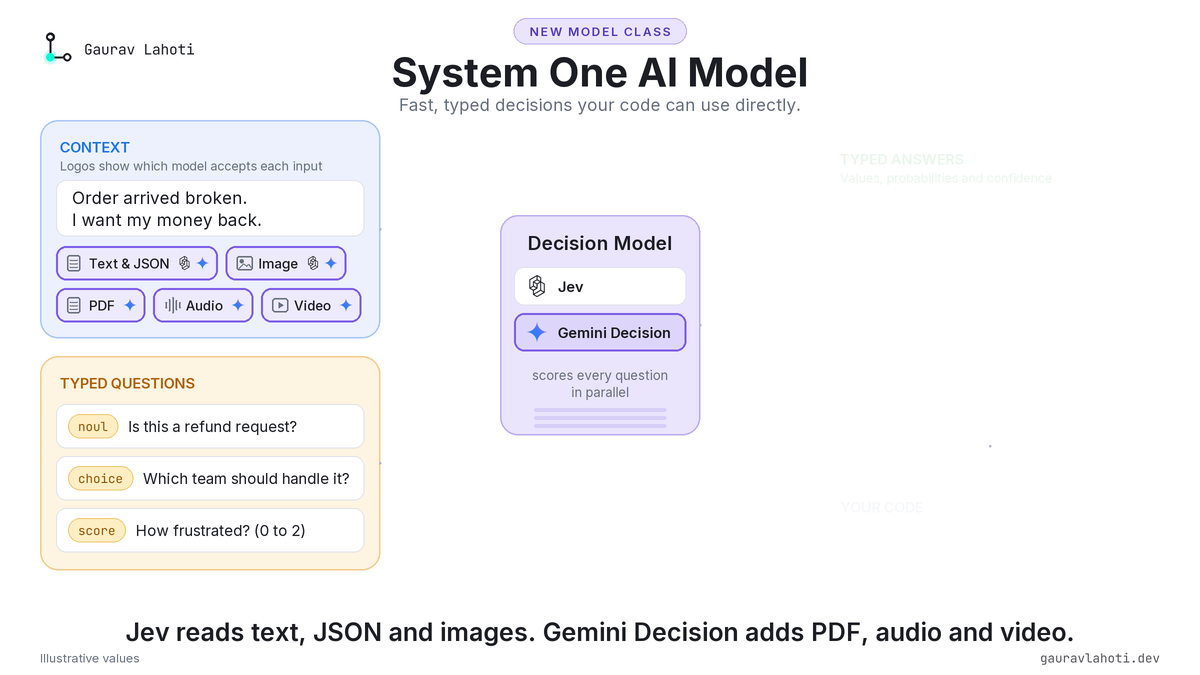 Gaurav Lahoti
NEW MODEL CLASS
System One AI Model
Fast, typed decisions your code can use directly.
CONTEXT
Logos show which model accepts each input
Order arrived broken.
I want my money back.
Text & JSON
Image
PDF
Audio
Video
TYPED QUESTIONS
noul Is this a refund request?
choice Which team should handle it?
score How frustrated? (0 to 2)
Decision Model
Jev
Gemini Decision
scores every question
in parallel
TYPED ANSWERS
Values, probabilities and confidence
YOUR CODE
Jev reads text, JSON and images. Gemini Decision adds PDF, audio and video.
Illustrative values
gauravlahoti.dev